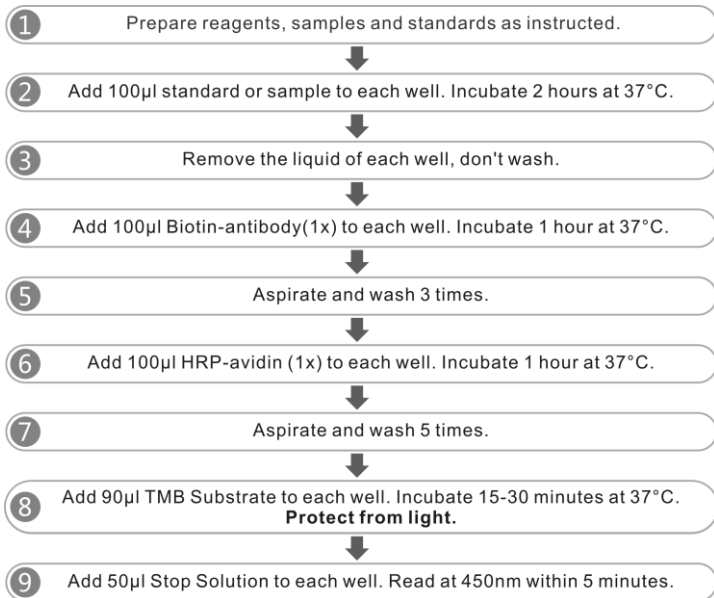 1 Prepare reagents, samples and standards as instructed.
2 Add 100μl standard or sample to each well. Incubate 2 hours at 37°C.
3 Remove the liquid of each well, don't wash.
4 Add 100μl Biotin-antibody(1x) to each well. Incubate 1 hour at 37°C.
5 Aspirate and wash 3 times.
6 Add 100μl HRP-avidin (1x) to each well. Incubate 1 hour at 37°C.
7 Aspirate and wash 5 times.
8 Add 90μl TMB Substrate to each well. Incubate 15-30 minutes at 37°C.
Protect from light.
9 Add 50μl Stop Solution to each well. Read at 450nm within 5 minutes.